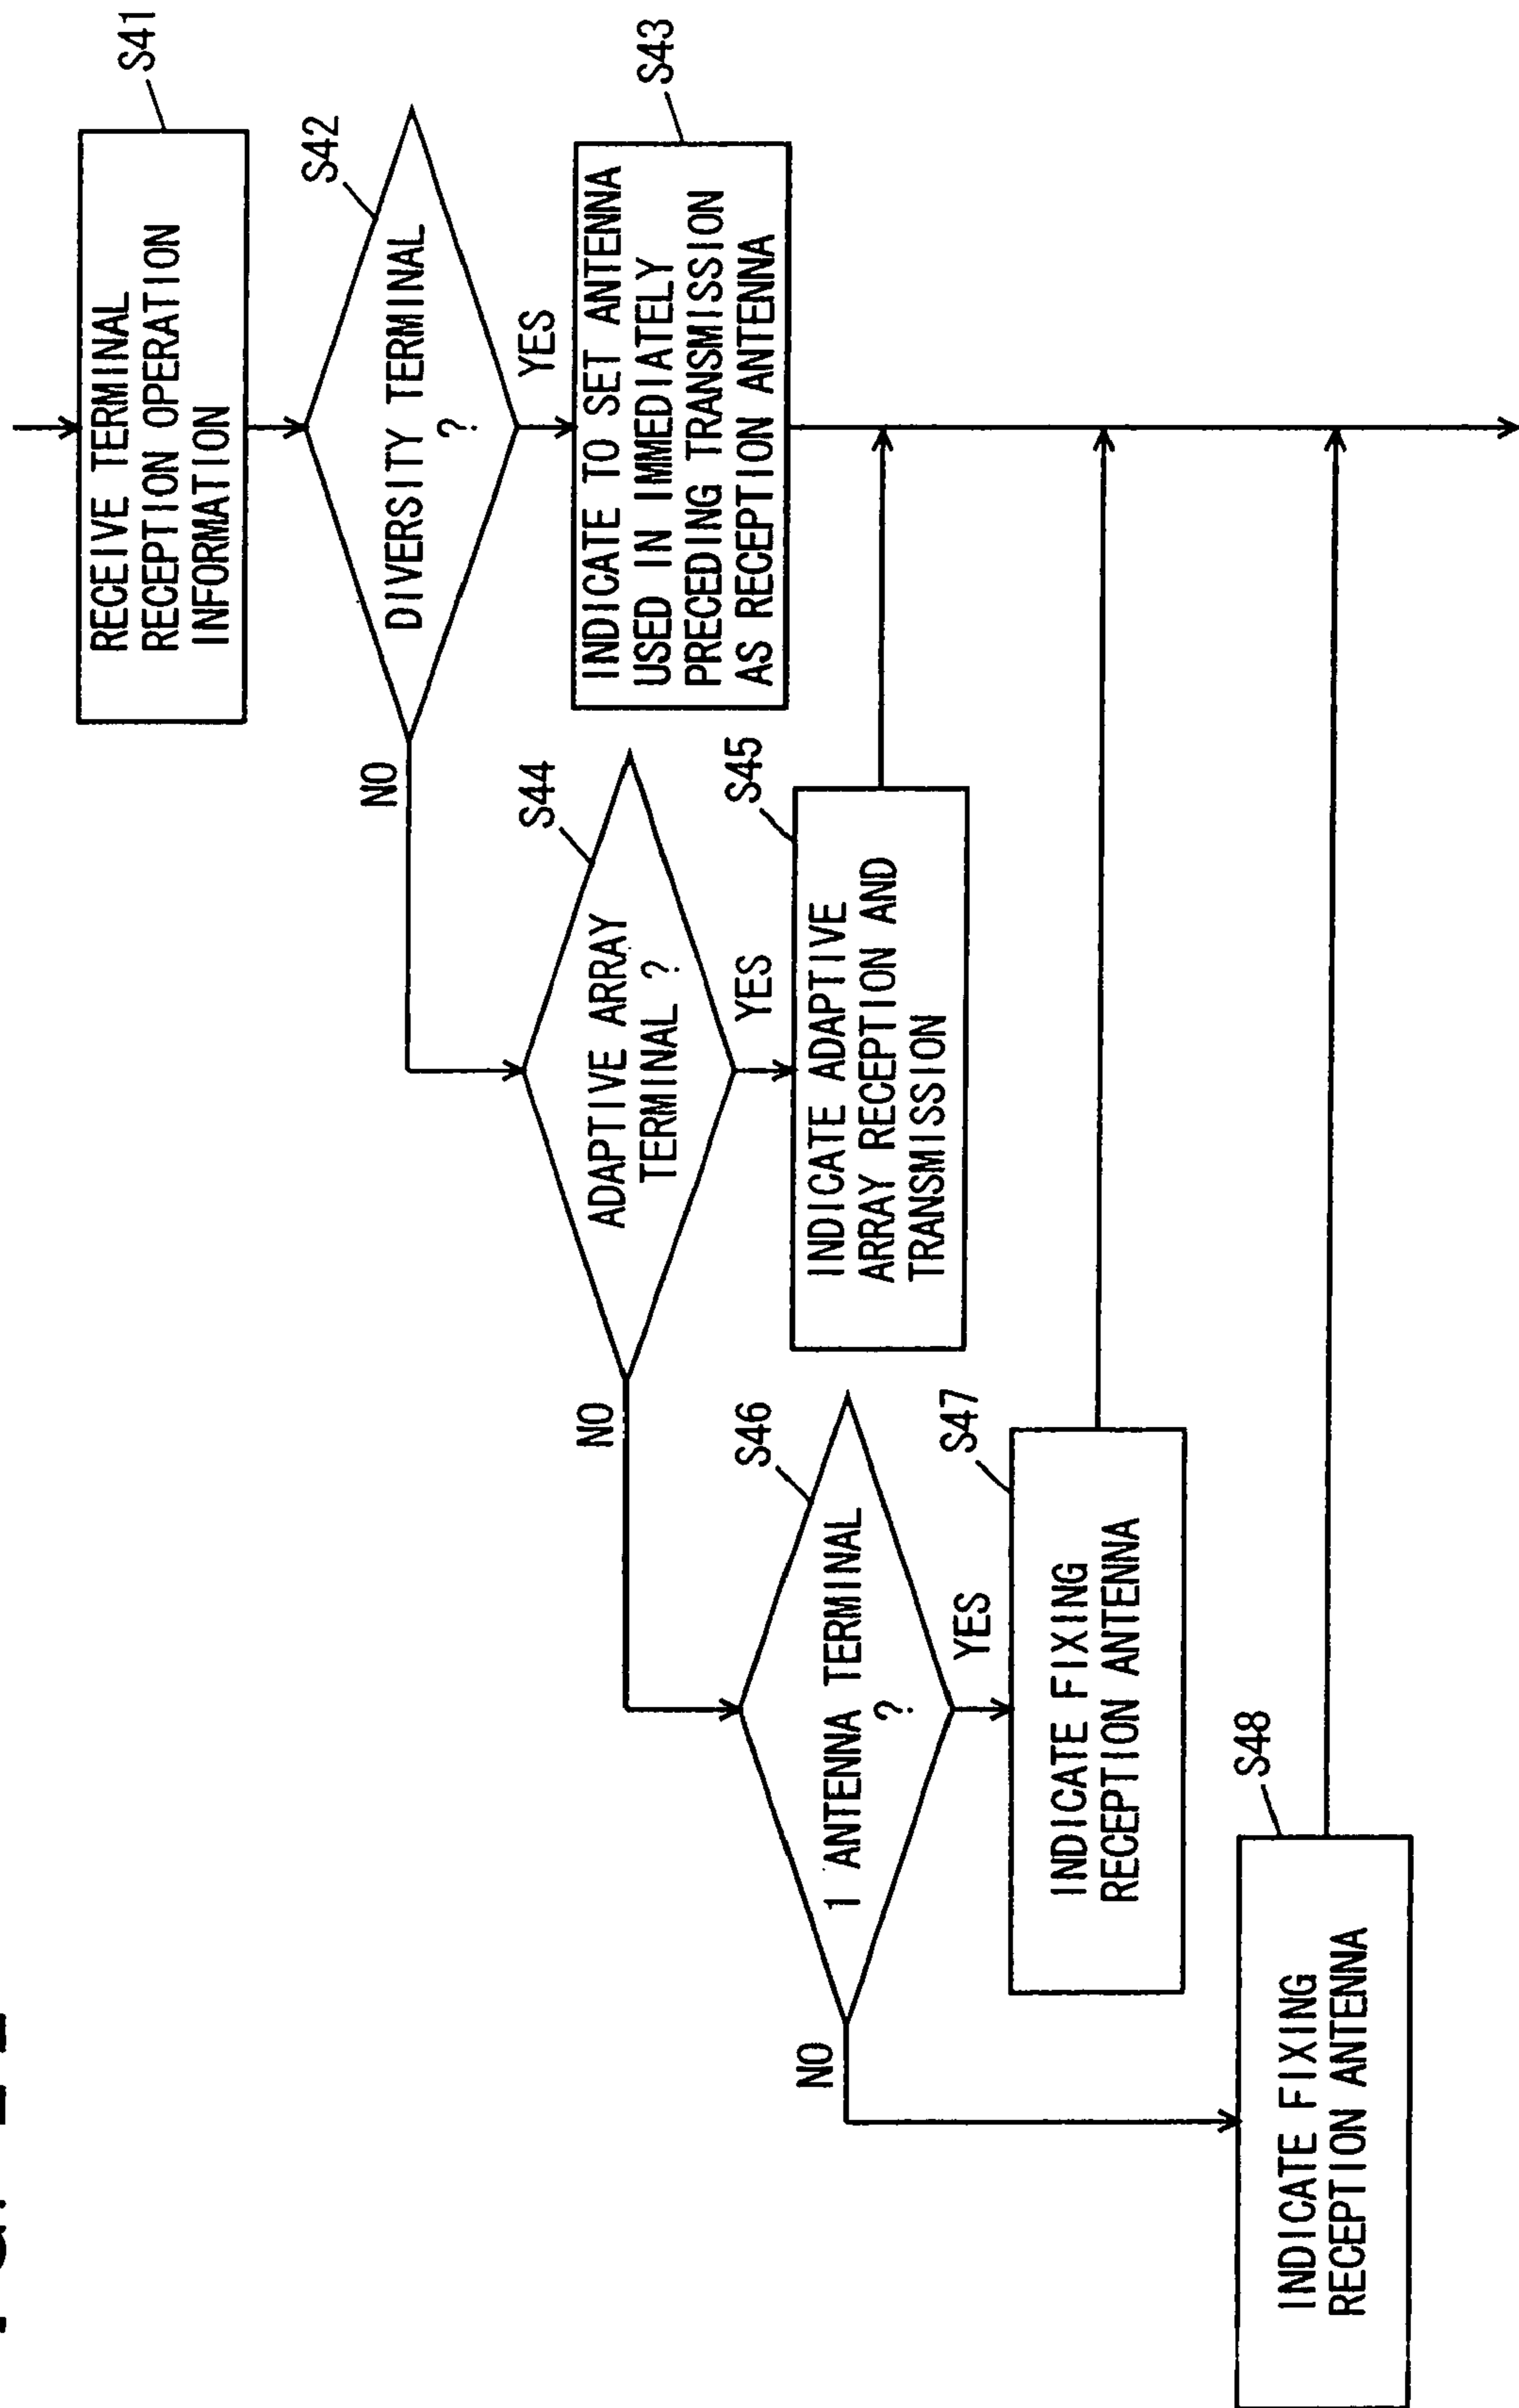 RECEIVE TERMINAL
RECEPTION OPERATION
INFORMATION
S41
DIVERSITY TERMINAL
?
S42
YES
NO
INDICATE TO SET ANTENNA
USED IN IMMEDIATELY
PRECEDING TRANSMISSION
AS RECEPTION ANTENNA
S43
ADAPTIVE ARRAY
TERMINAL ?
S44
YES
NO
INDICATE ADAPTIVE
ARRAY RECEPTION AND
TRANSMISSION
S45
1 ANTENNA TERMINAL
?
S46
YES
NO
INDICATE FIXING
RECEPTION ANTENNA
S47
INDICATE FIXING
RECEPTION ANTENNA
S48